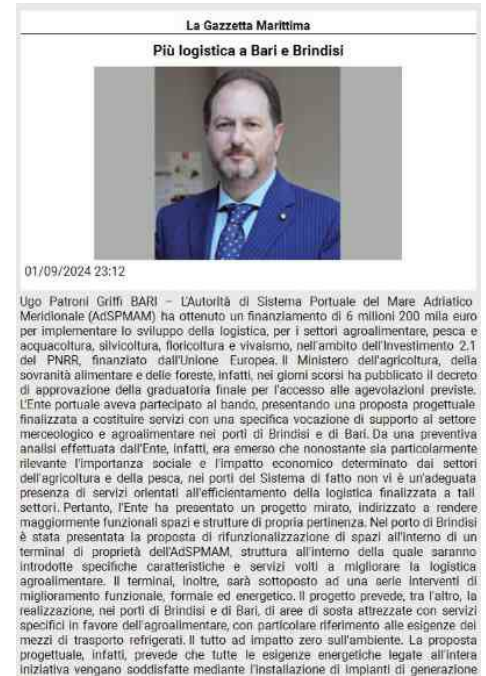 La Gazzetta Marittima
Più logistica a Bari e Brindisi
01/09/2024 23:12
Ugo Patroni Griffi BARI – L'Autorità di Sistema Portuale del Mare Adriatico
Meridionale (AdSPMAM) ha ottenuto un finanziamento di 6 milioni 200 mila euro
per implementare lo sviluppo della logistica, per i settori agroalimentare, pesca e
acquacoltura, silvicoltura, floricoltura e vivaismo, nell'ambito dell'Investimento 2.1
del PNRR, finanziato dall'Unione Europea. Il Ministero dell'agricoltura, della
sovranità alimentare e delle foreste, infatti, nei giorni scorsi ha pubblicato il decreto
di approvazione della graduatoria finale per l'accesso alle agevolazioni previste.
L'Ente portuale aveva partecipato al bando, presentando una proposta progettuale
finalizzata a costituire servizi con una specifica vocazione di supporto al settore
merceologico e agroalimentare nei porti di Brindisi e di Bari. Da una preventiva
analisi effettuata dall'Ente, infatti, era emerso che nonostante sia particolarmente
rilevante l'importanza sociale e l'impatto economico determinato dai settori
dell'agricoltura e della pesca, nei porti del Sistema di fatto non vi è un'adeguata
presenza di servizi orientati all'efficientamento della logistica finalizzata a tali
settori. Pertanto, l'Ente ha presentato un progetto mirato, indirizzato a rendere
maggiormente funzionali spazi e strutture di propria pertinenza. Nel porto di Brindisi
è stata presentata la proposta di rifunzionalizzazione di spazi all'interno di un
terminal di proprietà dell'AdSPMAM, struttura all'interno della quale saranno
introdotte specifiche caratteristiche e servizi volti a migliorare la logistica
agroalimentare. Il terminal, inoltre, sarà sottoposto ad una serie interventi di
miglioramento funzionale, formale ed energetico. Il progetto prevede, tra l'altro, la
realizzazione, nei porti di Brindisi e di Bari, di aree di sosta attrezzate con servizi
specifici in favore dell'agroalimentare, con particolare riferimento alle esigenze dei
mezzi di trasporto refrigerati. Il tutto ad impatto zero sull'ambiente. La proposta
progettuale, infatti, prevede che tutte le esigenze energetiche legate all'intera
iniziativa vengano soddisfatte mediante l'installazione di impianti di generazione